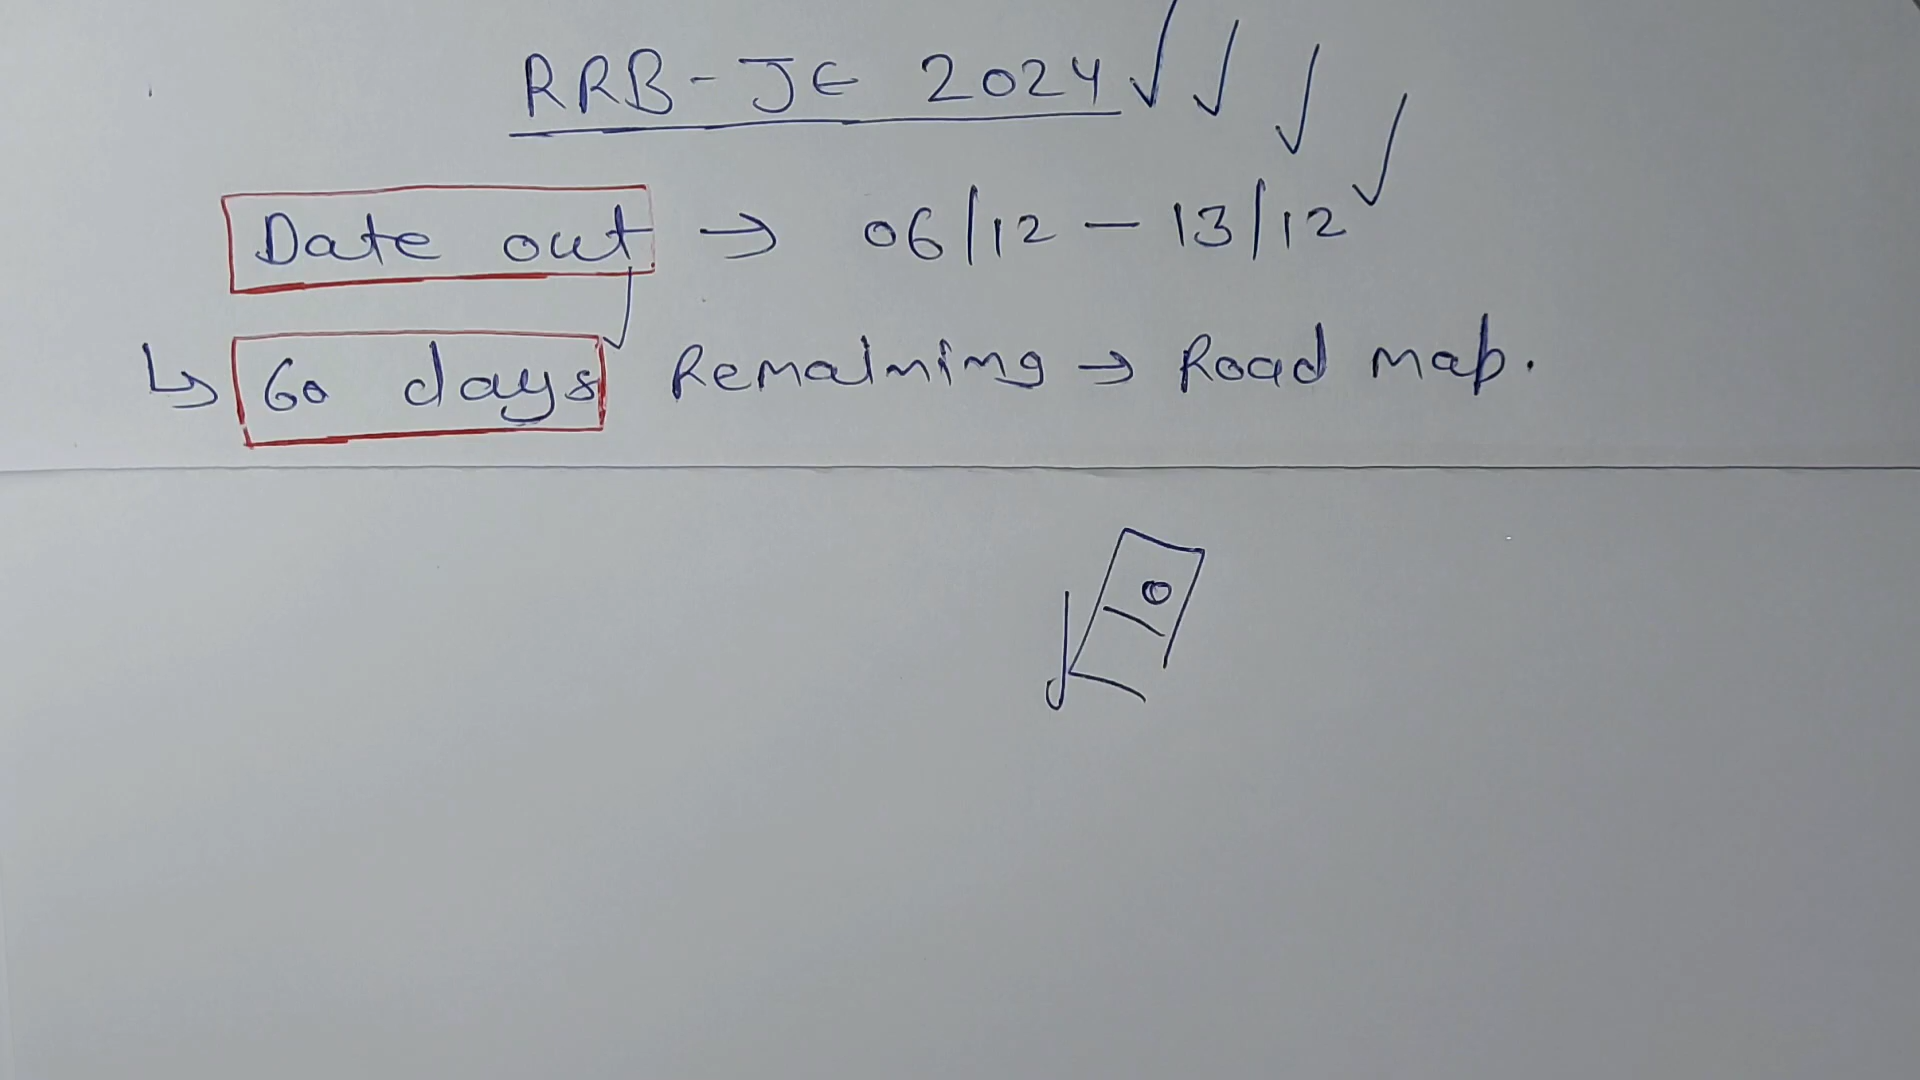 RRB - JE 2024
Date out → 06/12 - 13/12
↳ 60 days Remaining → Road map.